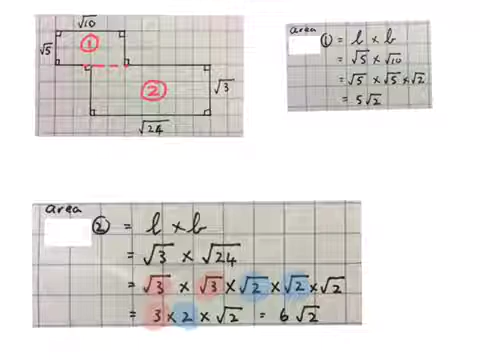 √10
√5
①
②
√3
√24
area
① = l × b
= √5 × √10
= √5 × √5 × √2
= 5√2
area
② = l × b
= √3 × √24
= √3 × √3 × √2 × √2 × √2
= 3 × 2 × √2 = 6√2